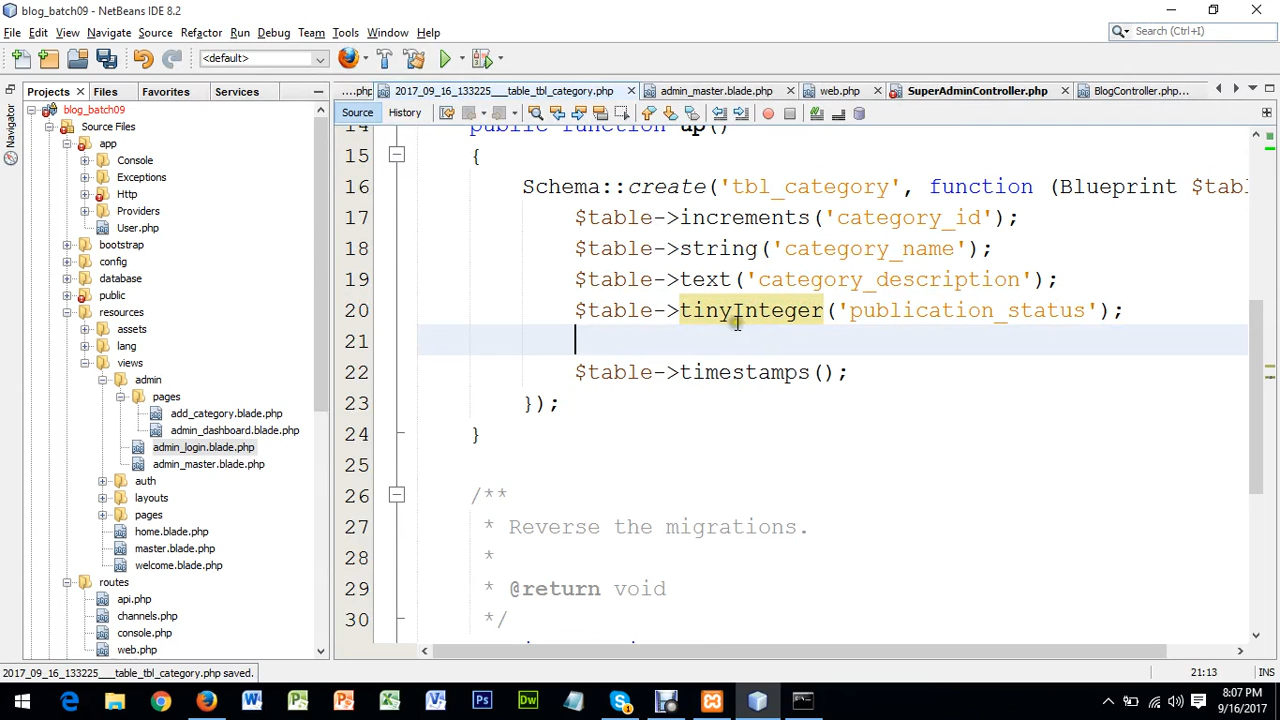 blog_batch09 - NetBeans IDE 8.2
File Edit View Navigate Source Refactor Run Debug Team Tools Window Help
Search (Ctrl+I)
<default>
Projects Files Favorites Services
...php 2017_09_16_133225___table_tbl_category.php admin_master.blade.php web.php SuperAdminController.php BlogController.php...
Navigator
Source History
blog_batch09
Source Files
app
Console
Exceptions
Http
Providers
User.php
bootstrap
config
database
public
resources
assets
lang
views
admin
pages
add_category.blade.php
admin_dashboard.blade.php
admin_login.blade.php
admin_master.blade.php
auth
layouts
pages
home.blade.php
master.blade.php
welcome.blade.php
routes
api.php
channels.php
console.php
web.php
14 public function up()
15 {
16 Schema::create('tbl_category', function (Blueprint $tabl
17 $table->increments('category_id');
18 $table->string('category_name');
19 $table->text('category_description');
20 $table->tinyInteger('publication_status');
21
22 $table->timestamps();
23 });
24 }
25
26 /**
27 * Reverse the migrations.
28 *
29 * @return void
30 */
2017_09_16_133225___table_tbl_category.php saved.
21:13
8:07 PM
9/16/2017